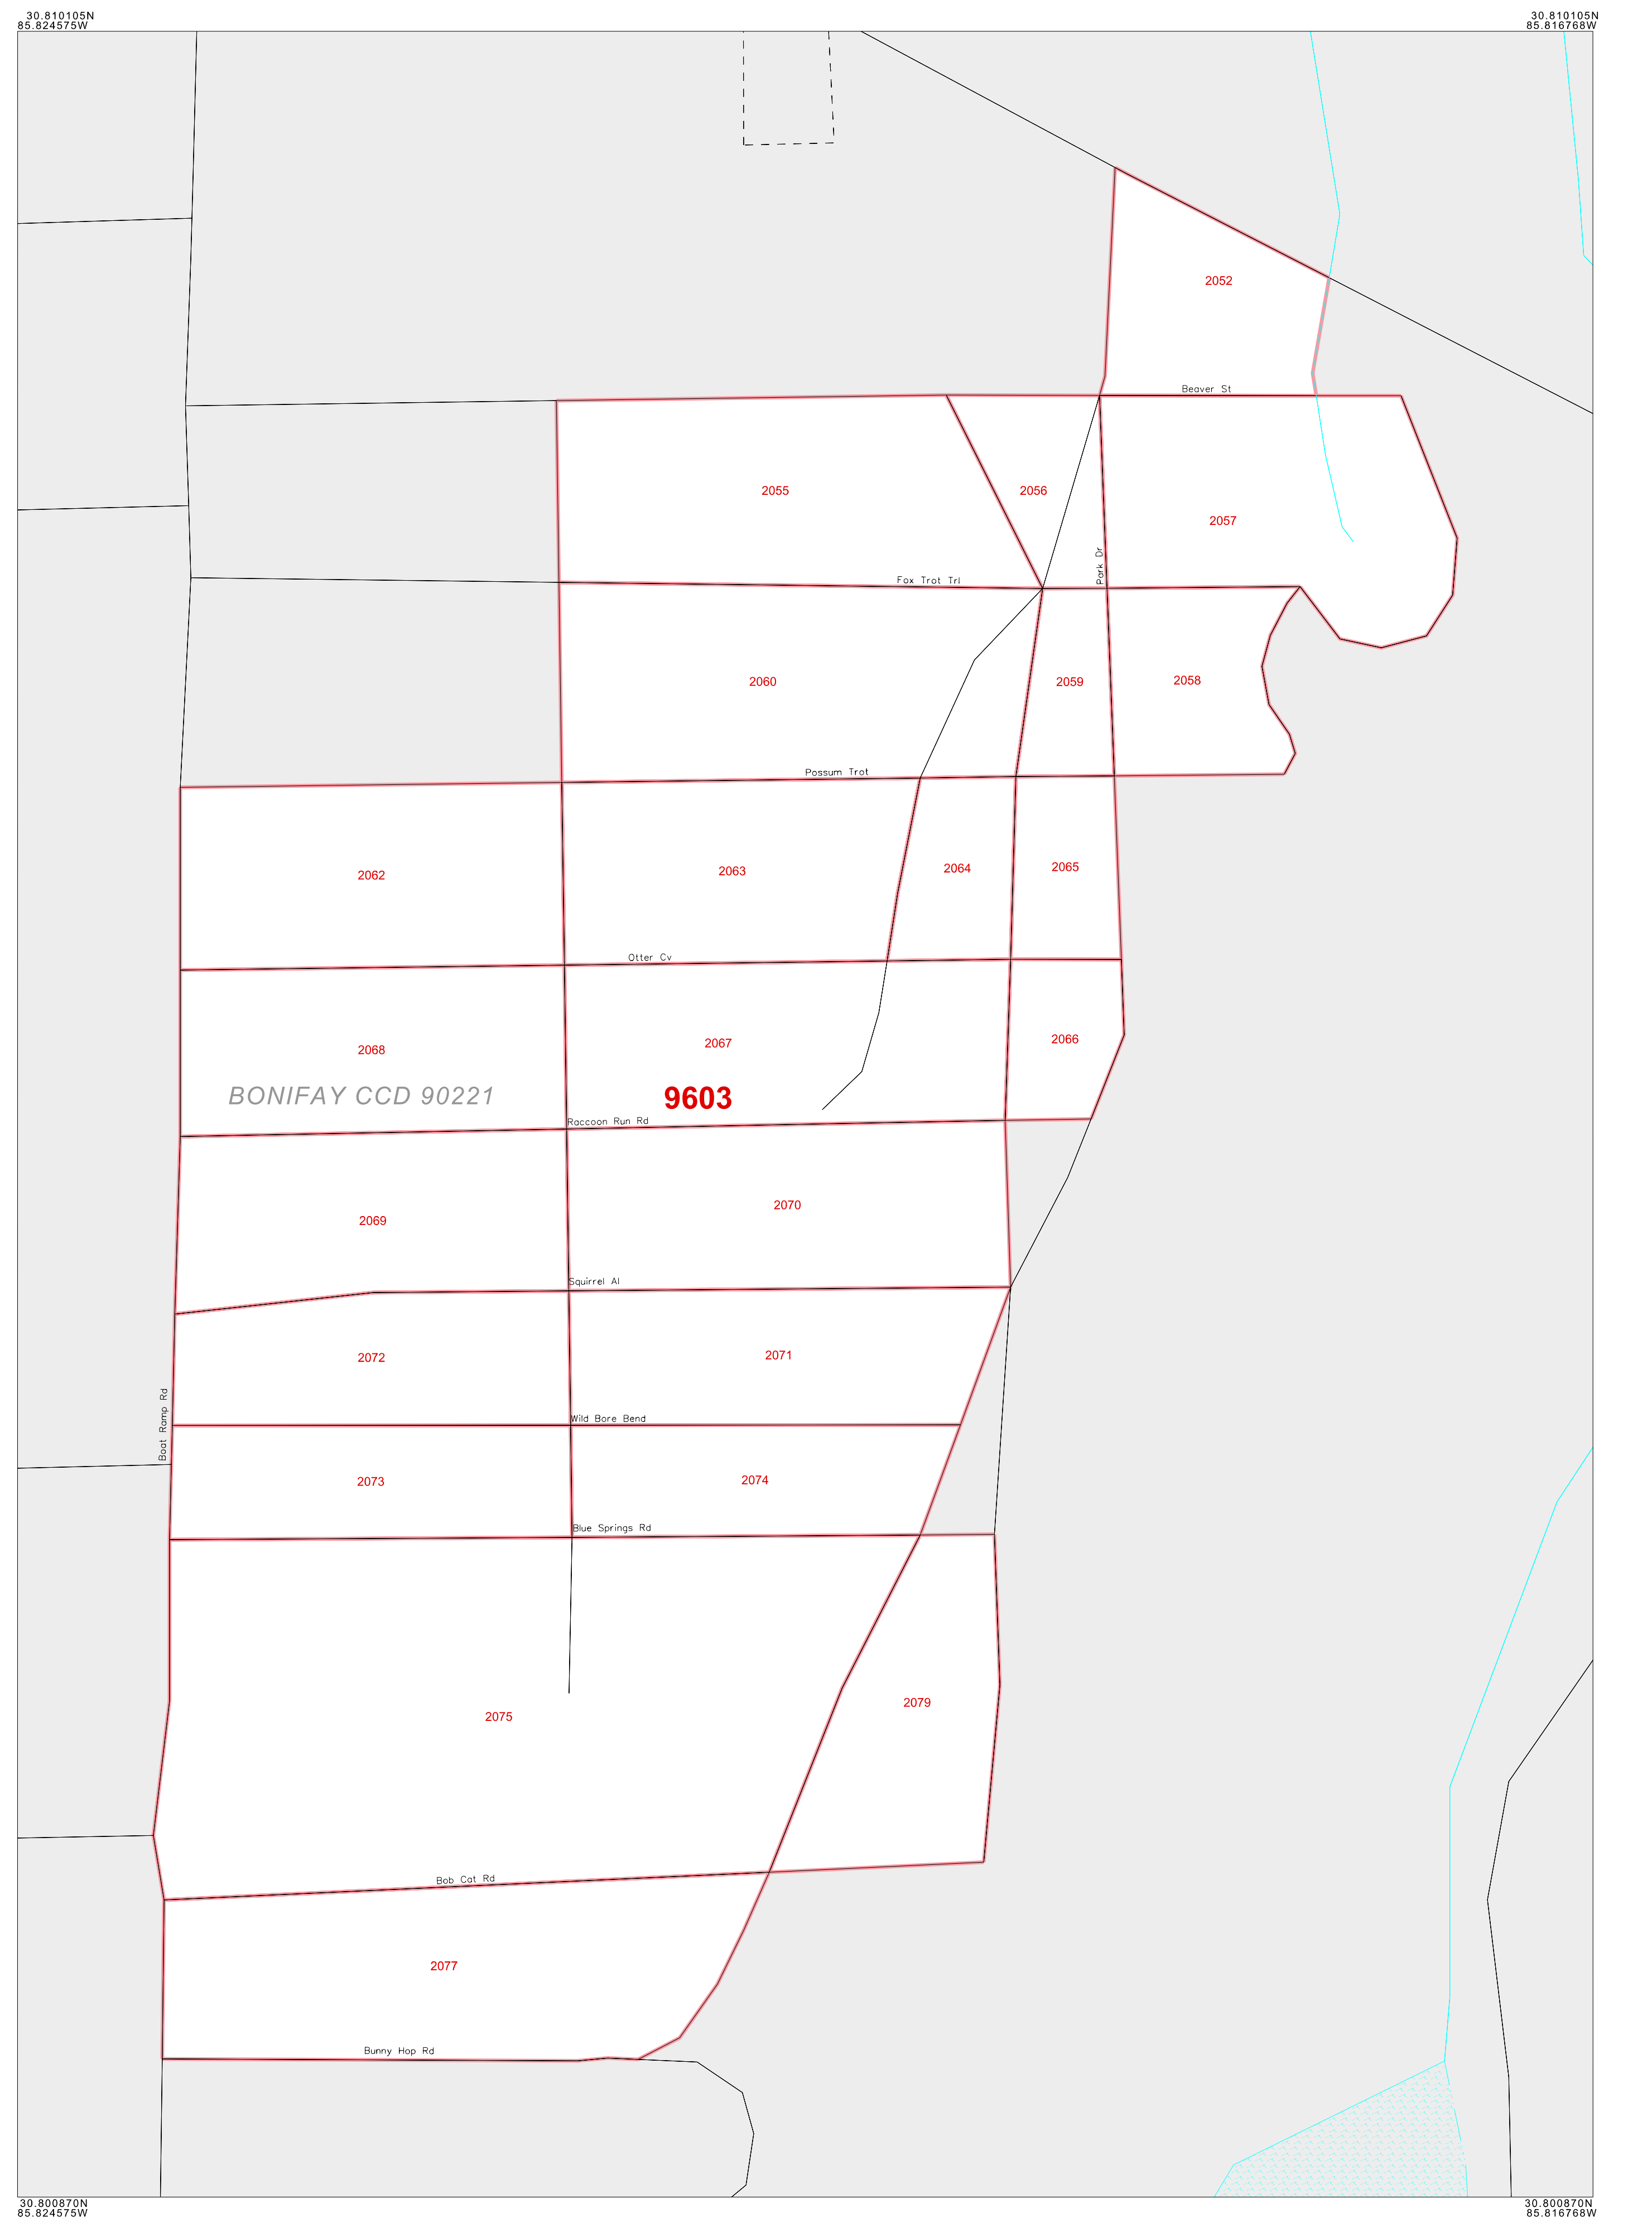 30.810105N
85.824575W
30.810105N
85.816768W
2052
Beaver St
2055
2056
2057
Park Dr
Fox Trot Trl
2060
2059
2058
Possum Trot
2062
2063
2064
2065
Otter Cv
2068
2067
2066
BONIFAY CCD 90221
9603
Raccoon Run Rd
2069
2070
Squirrel Al
2072
2071
Boat Ramp Rd
Wild Bore Bend
2073
2074
Blue Springs Rd
2075
2079
Bob Cat Rd
2077
Bunny Hop Rd
30.800870N
85.824575W
30.800870N
85.816768W